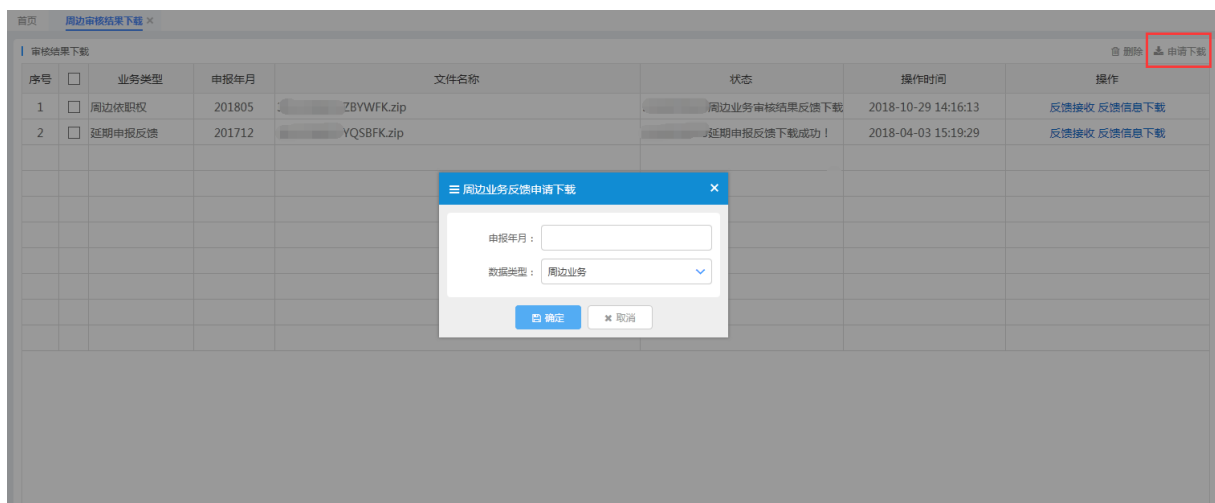 首页 周边审核结果下载 ×
审核结果下载 删除 申请下载
序号 业务类型 申报年月 文件名称 状态 操作时间 操作
1 周边依职权 201805 ZBYWFK.zip 周边业务审核结果反馈下载 2018-10-29 14:16:13 反馈接收 反馈信息下载
2 延期申报反馈 201712 YQSBFK.zip 延期申报反馈下载成功！ 2018-04-03 15:19:29 反馈接收 反馈信息下载
周边业务反馈申请下载 ×
申报年月：
数据类型： 周边业务
确定 取消